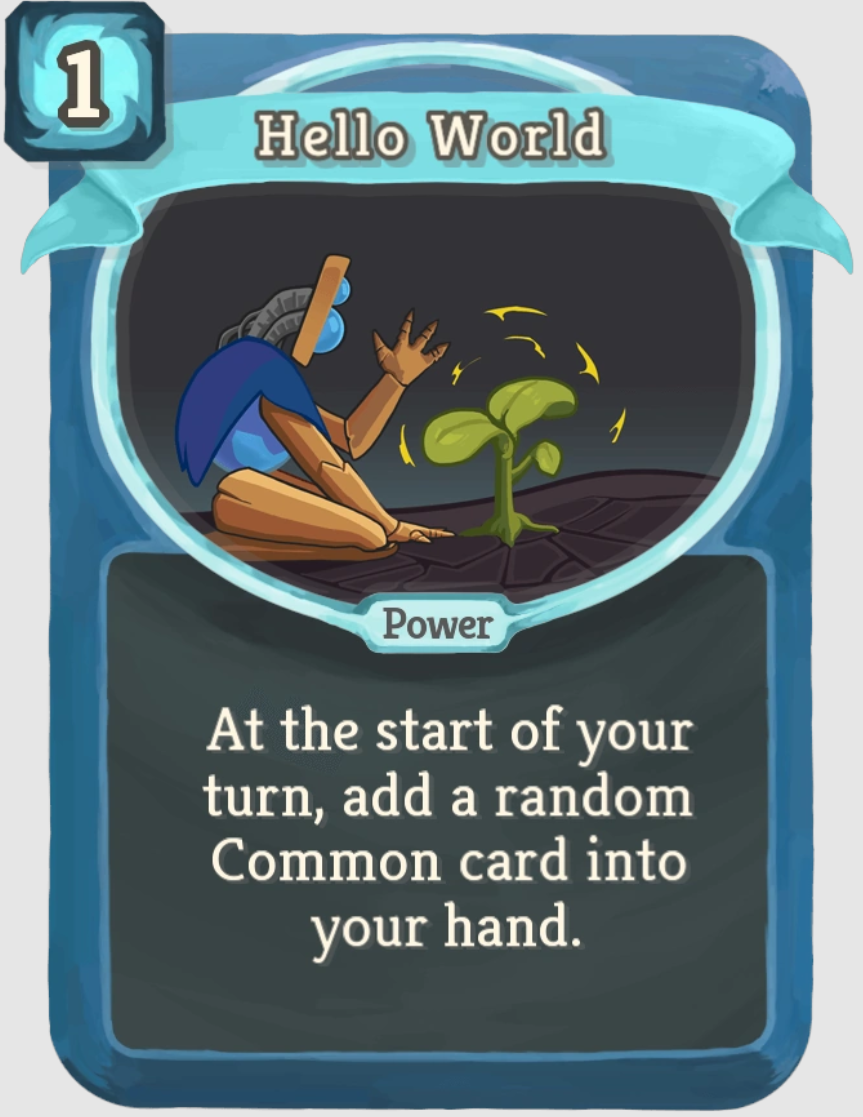 1
Hello World
Power
At the start of your
turn, add a random
Common card into
your hand.